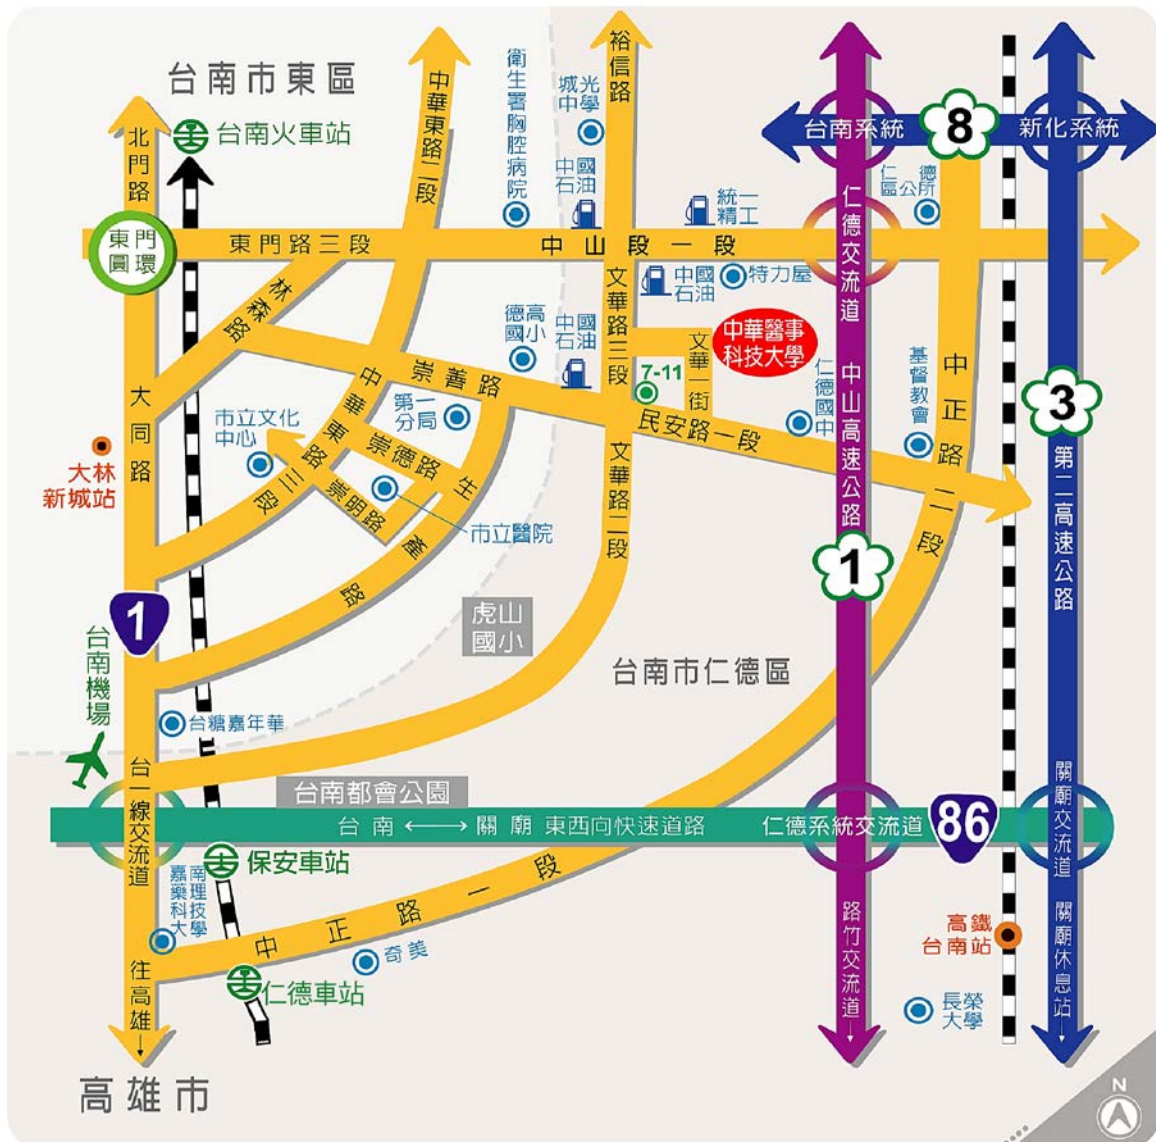 台南市東區
台南火車站
北門路
中華東路二段
衛生署胸腔病院
裕信路
城光
中學
中國
石油
統一
精工
台南系統
8
新化系統
仁德
區公所
仁德交流道
東門
圓環
東門路三段
中山段一段
林森路
文華路三段
中國
石油
特力屋
德高
國小
中國
石油
文華一街
中華醫事
科技大學
7-11
仁德國中
中山高速公路
基督教會
中正路二段
3
第二高速公路
大同路
崇善路
民安路一段
中華東路三段
第一
分局
市立文化
中心
崇德路
崇明路
生產路
市立醫院
文華路二段
大林
新城站
1
1
台南機場
虎山
國小
台南市仁德區
台糖嘉年華
台一線交流道
台南都會公園
台南 ⟷ 關廟 東西向快速道路
仁德系統交流道
86
關廟交流道
保安車站
嘉南
藥理
科技
大學
中正路一段
奇美
仁德車站
往高雄↓
路竹交流道↓
高鐵
台南站
關廟休息站↓
長榮
大學
高雄市
N